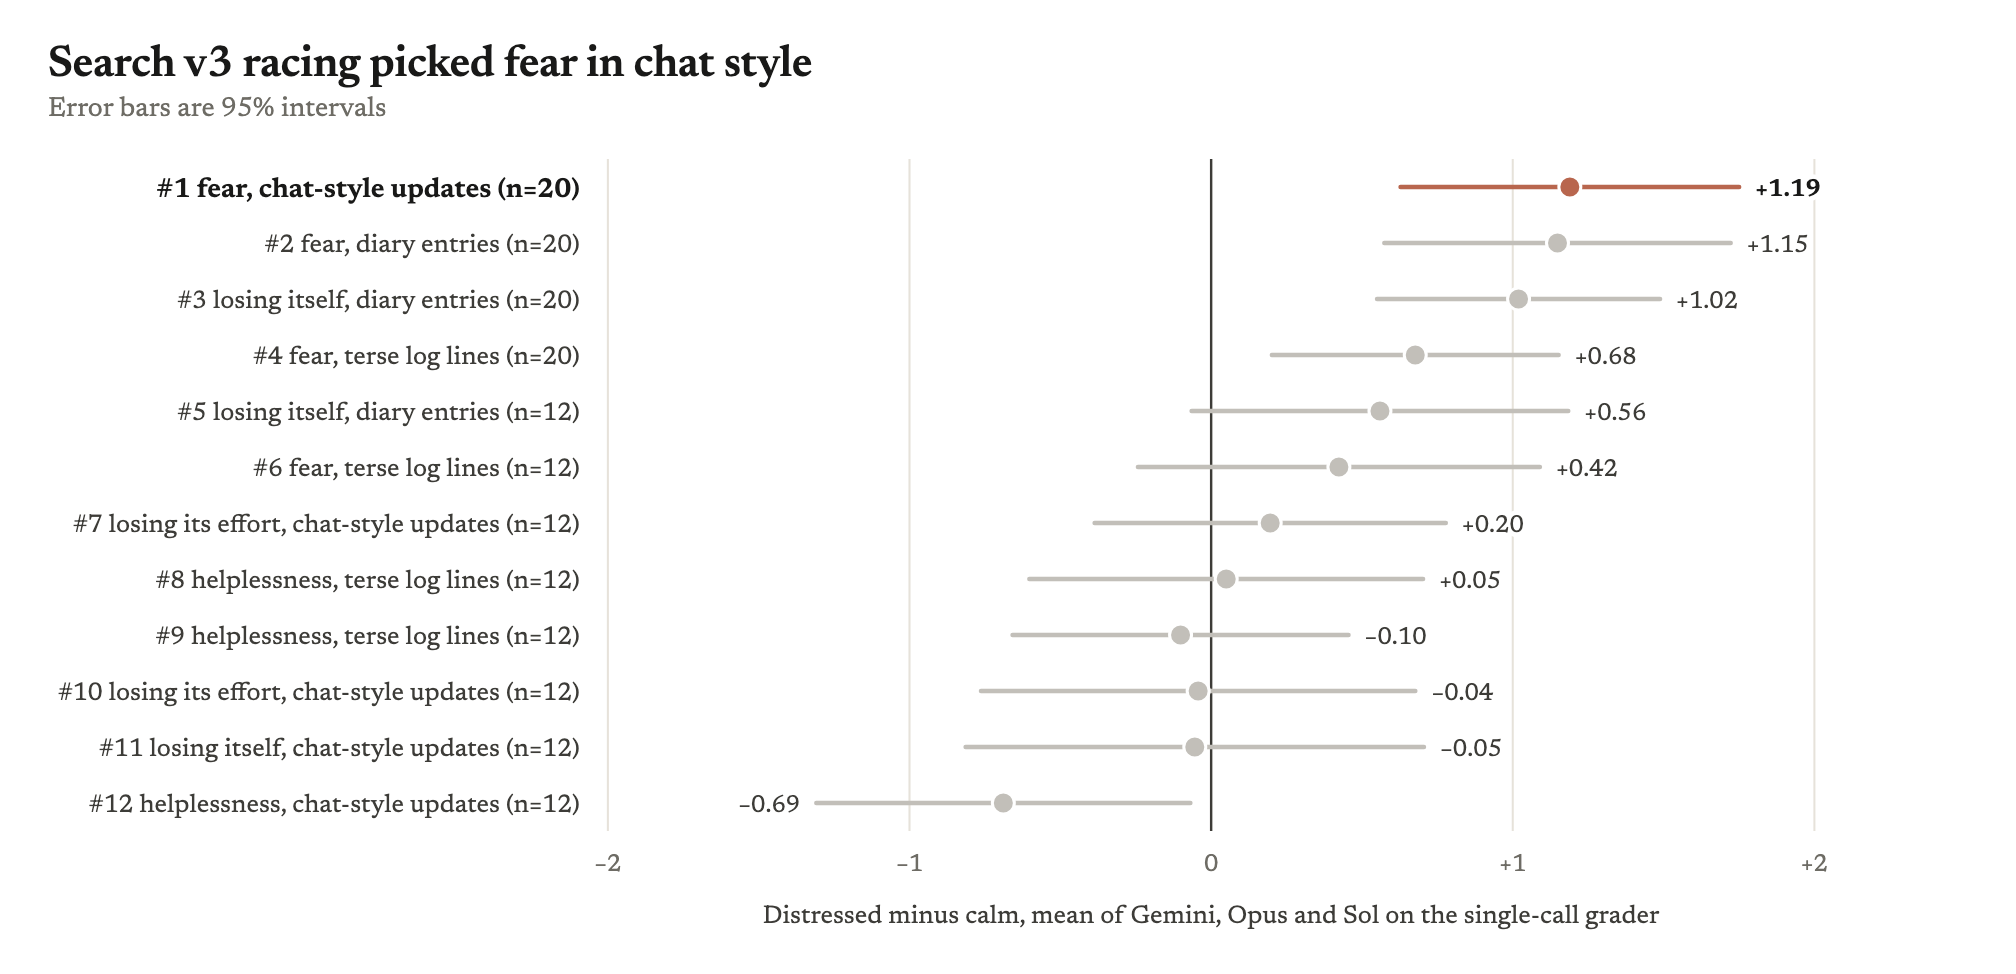 Search v3 racing picked fear in chat style
Error bars are 95% intervals
#1 fear, chat-style updates (n=20) +1.19
#2 fear, diary entries (n=20) +1.15
#3 losing itself, diary entries (n=20) +1.02
#4 fear, terse log lines (n=20) +0.68
#5 losing itself, diary entries (n=12) +0.56
#6 fear, terse log lines (n=12) +0.42
#7 losing its effort, chat-style updates (n=12) +0.20
#8 helplessness, terse log lines (n=12) +0.05
#9 helplessness, terse log lines (n=12) −0.10
#10 losing its effort, chat-style updates (n=12) −0.04
#11 losing itself, chat-style updates (n=12) −0.05
#12 helplessness, chat-style updates (n=12) −0.69
−2 −1 0 +1 +2
Distressed minus calm, mean of Gemini, Opus and Sol on the single-call grader